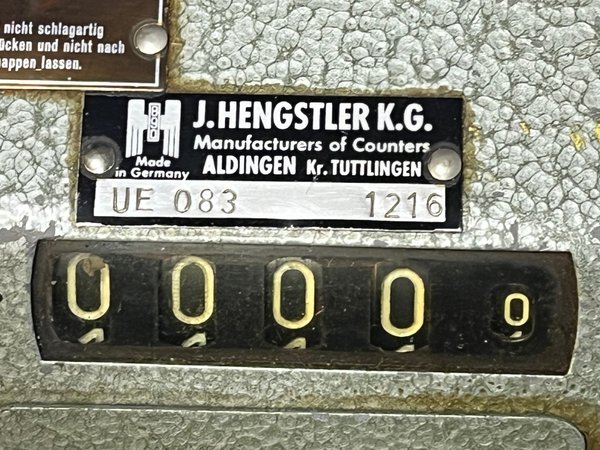 nicht schlagartig
ücken und nicht nach
appen lassen.
J. HENGSTLER K.G.
Manufacturers of Counters
ALDINGEN Kr. TUTTLINGEN
Made
in Germany
UE 083 1216
0 0 0 0 0